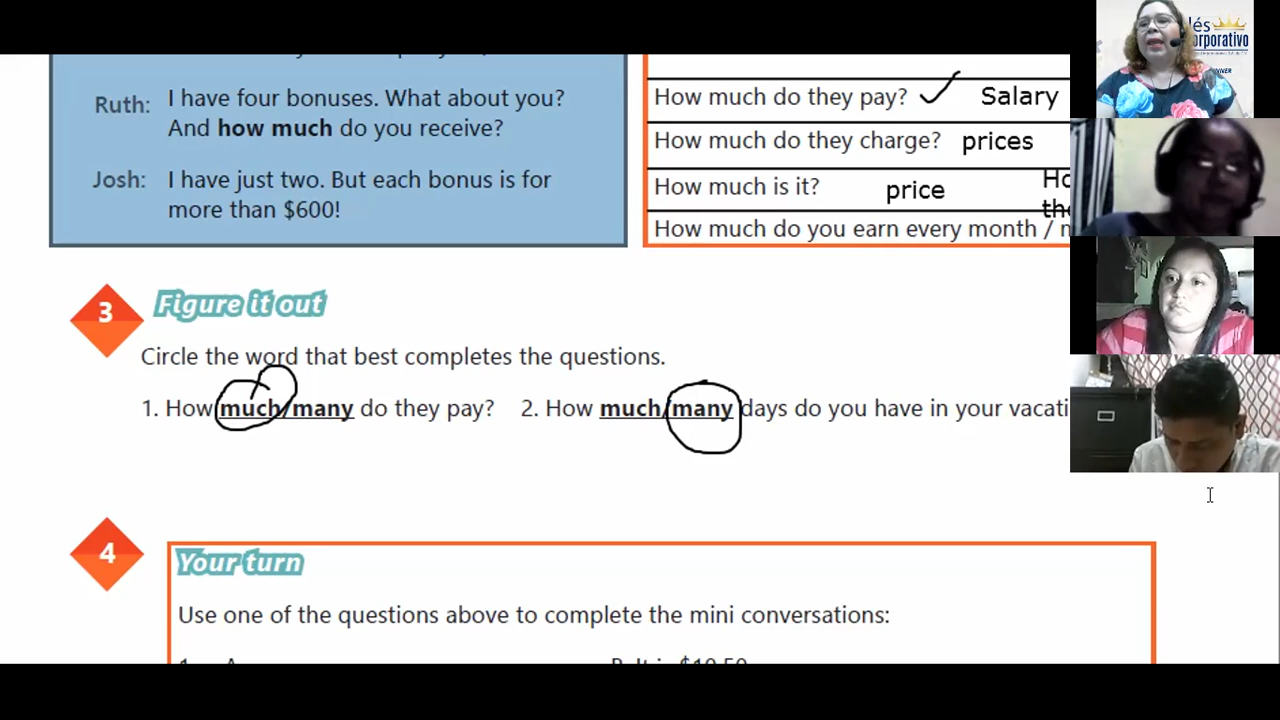 Ruth: I have four bonuses. What about you?
And how much do you receive?
Josh: I have just two. But each bonus is for
more than $600!
How much do they pay? ✓ Salary
How much do they charge? prices
How much is it? price
How much do you earn every month /
3 Figure it out
Circle the word that best completes the questions.
1. How much/many do they pay? 2. How much/many days do you have in your vacati
4 Your turn
Use one of the questions above to complete the mini conversations:
lés
orporativo